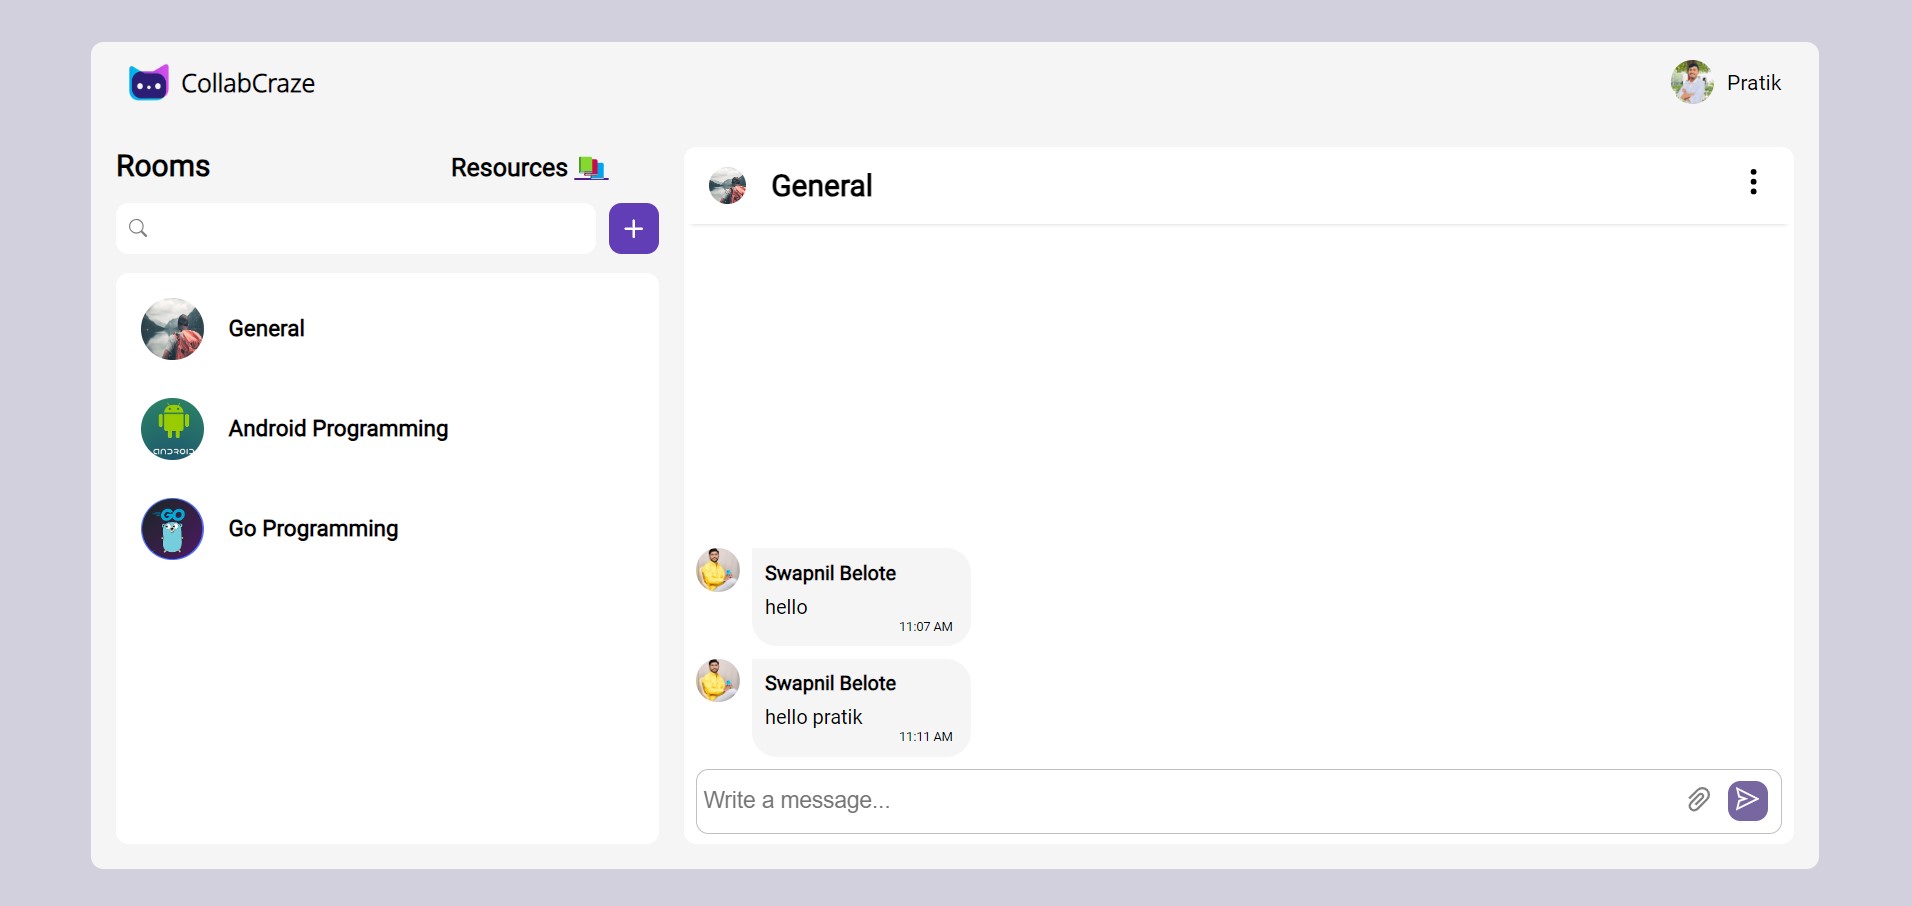 CollabCraze
Pratik
Rooms
Resources
General
General
Android Programming
Go Programming
GO
Swapnil Belote
hello
11:07 AM
Swapnil Belote
hello pratik
11:11 AM
Write a message...